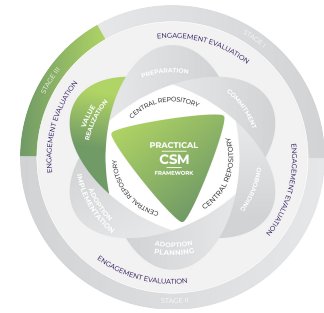 STAGE I
ENGAGEMENT EVALUATION
PREPARATION
COMMITMENT
ONBOARDING
ADOPTION
PLANNING
ADOPTION
IMPLEMENTATION
VALUE
REALIZATION
CENTRAL REPOSITORY
CENTRAL REPOSITORY
CENTRAL REPOSITORY
PRACTICAL
CSM
FRAMEWORK
ENGAGEMENT EVALUATION
ENGAGEMENT EVALUATION
STAGE II
ENGAGEMENT EVALUATION
STAGE III